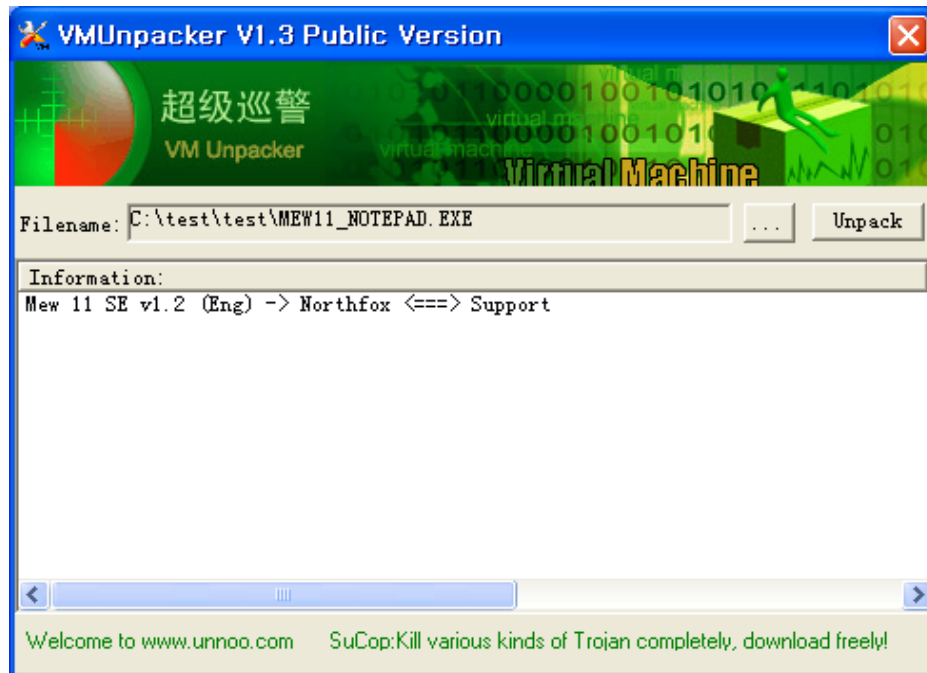 VMUnpacker V1.3 Public Version
超级巡警
VM Unpacker
virtual machine
Virtual Machine
Filename: C:\test\test\MEW11_NOTEPAD.EXE ... Unpack
Information:
Mew 11 SE v1.2 (Eng) -> Northfox <===> Support
Welcome to www.unnoo.com SuCop:Kill various kinds of Trojan completely, download freely!